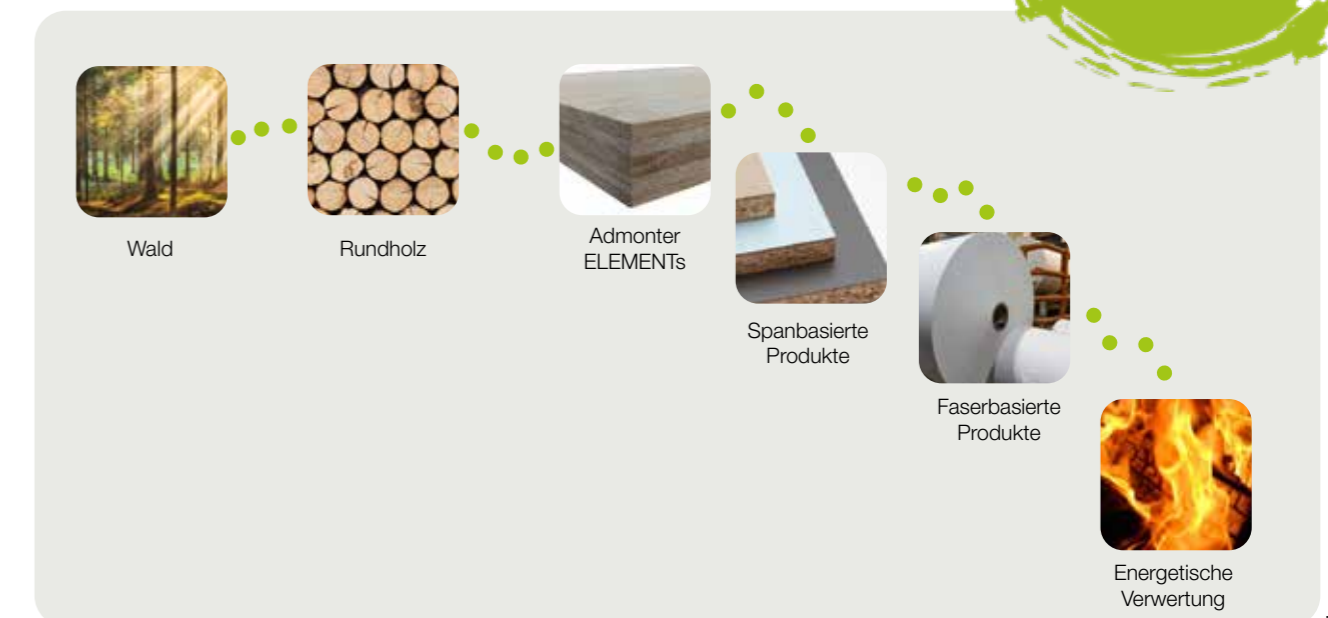 Wald
Rundholz
Admonter
ELEMENTs
Spanbasierte
Produkte
Faserbasierte
Produkte
Energetische
Verwertung